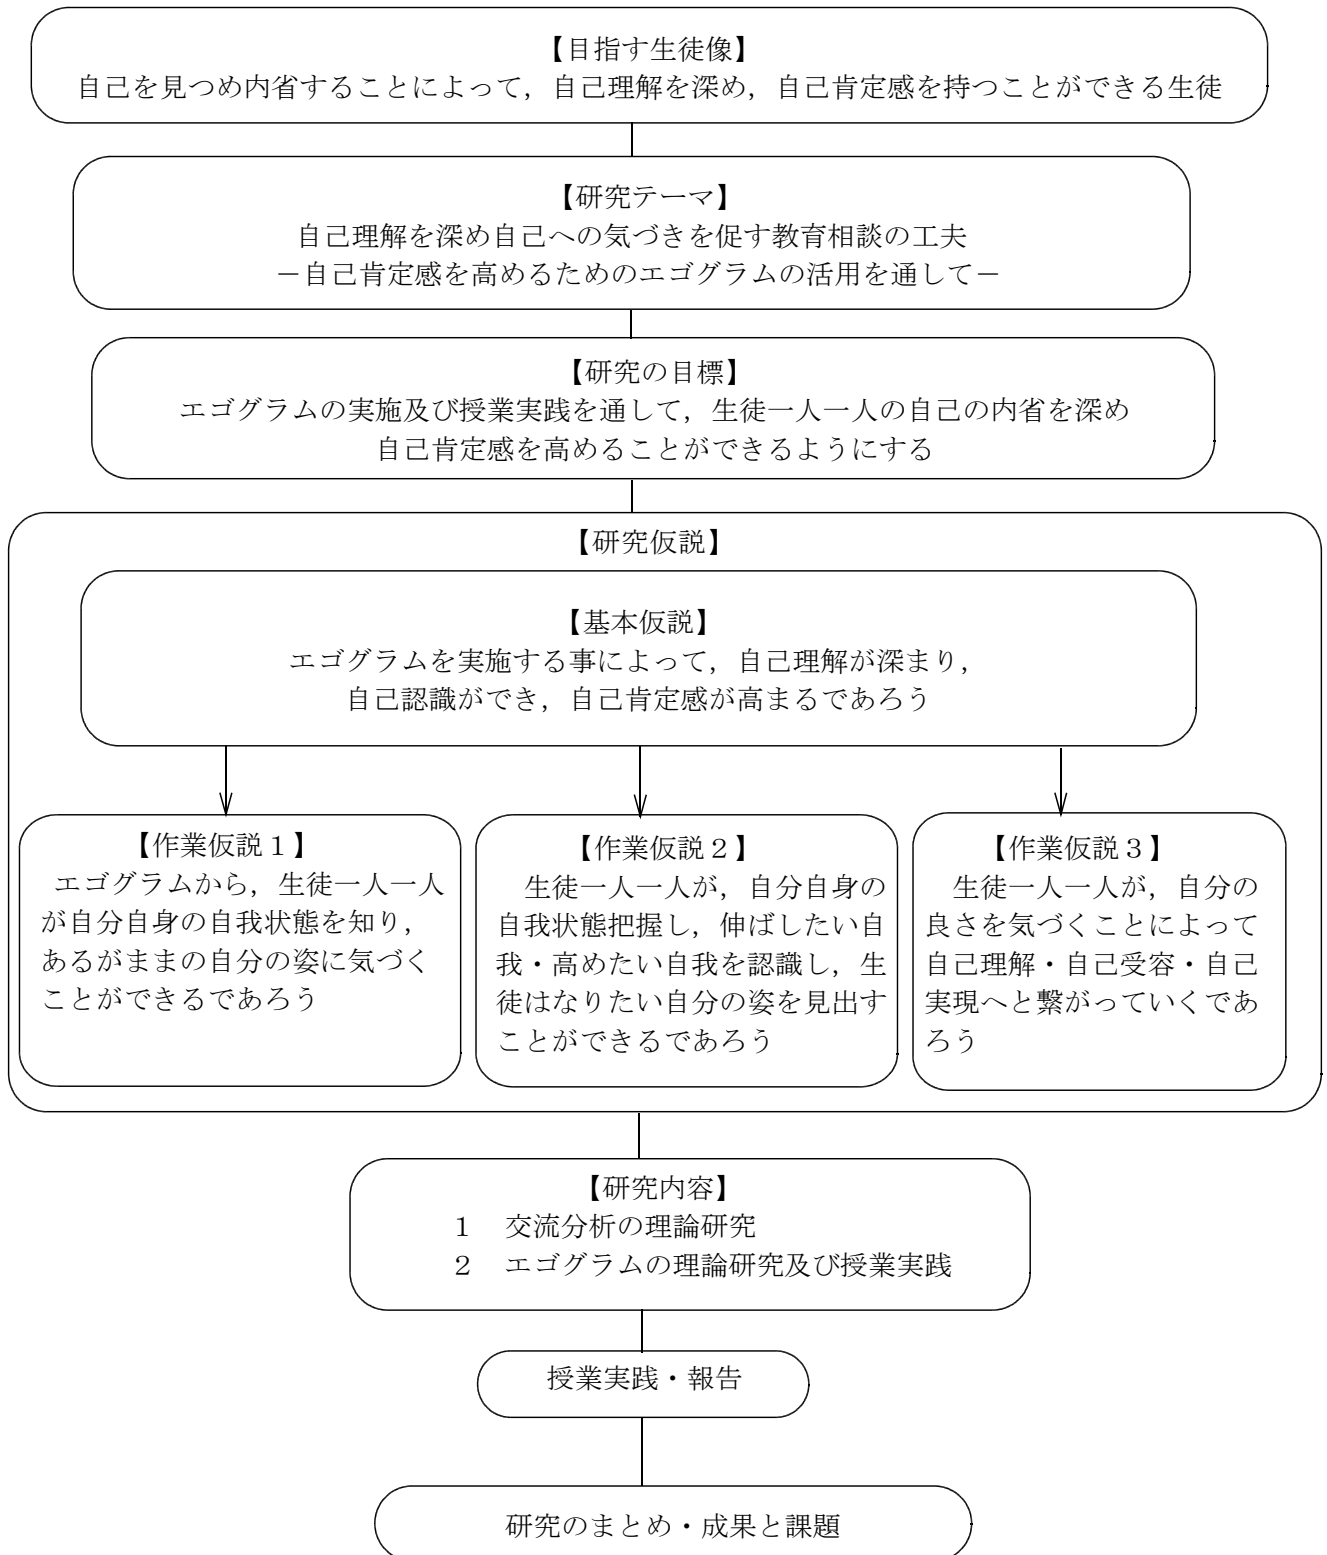 【目指す生徒像】
自己を見つめ内省することによって，自己理解を深め，自己肯定感を持つことができる生徒
【研究テーマ】
自己理解を深め自己への気づきを促す教育相談の工夫
－自己肯定感を高めるためのエゴグラムの活用を通して－
【研究の目標】
エゴグラムの実施及び授業実践を通して，生徒一人一人の自己の内省を深め
自己肯定感を高めることができるようにする
【研究仮説】
【基本仮説】
エゴグラムを実施する事によって，自己理解が深まり，
自己認識ができ，自己肯定感が高まるであろう
【作業仮説１】
エゴグラムから，生徒一人一人
が自分自身の自我状態を知り，
あるがままの自分の姿に気づく
ことができるであろう
【作業仮説２】
生徒一人一人が，自分自身の
自我状態把握し，伸ばしたい自
我・高めたい自我を認識し，生
徒はなりたい自分の姿を見出す
ことができるであろう
【作業仮説３】
生徒一人一人が，自分の
良さを気づくことによって
自己理解・自己受容・自己
実現へと繋がっていくであ
ろう
【研究内容】
１　交流分析の理論研究
２　エゴグラムの理論研究及び授業実践
授業実践・報告
研究のまとめ・成果と課題